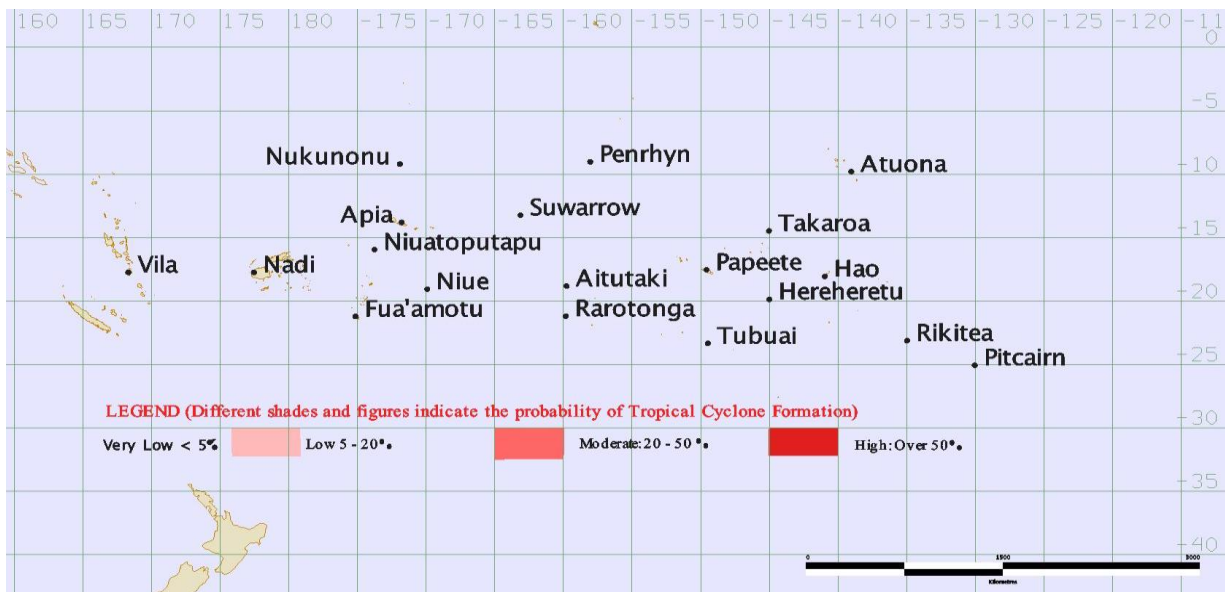 160 165 170 175 180 -175 -170 -165 -160 -155 -150 -145 -140 -135 -130 -125 -120 -11
0
-5
Nukunonu
Penrhyn
Atuona
-10
Suwarrow
Apia
Takaroa
Niuatoputapu
-15
Vila
Nadi
Papeete
Hao
Niue
Aitutaki
Hereheretu
-20
Fua'amotu
Rarotonga
Tubuai
Rikitea
Pitcairn
-25
LEGEND (Different shades and figures indicate the probability of Tropical Cyclone Formation)
-30
Very Low < 5% Low 5 - 20% Moderate: 20 - 50 % High: Over 50%
-35
-40
0 1500 3000
Kilometres